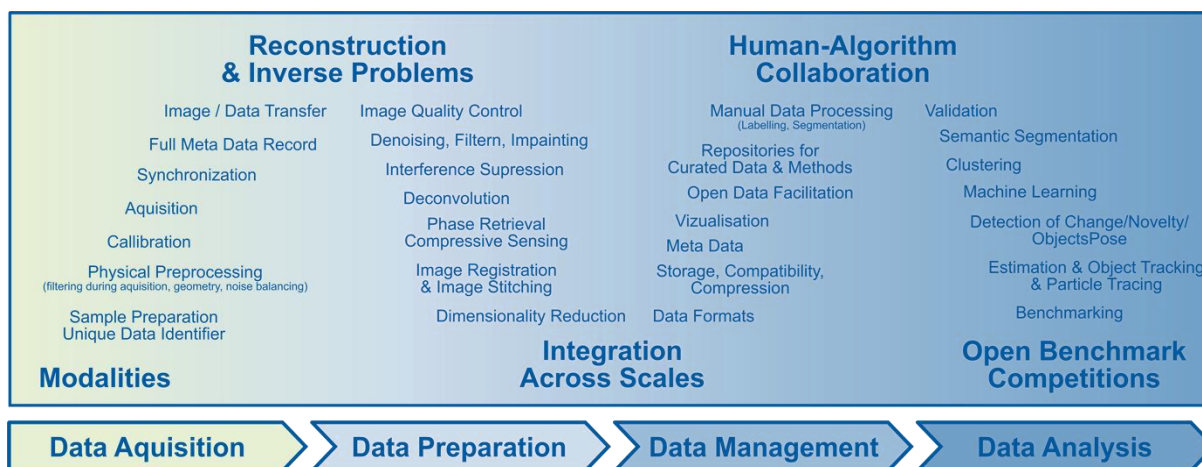 Reconstruction
& Inverse Problems
Human-Algorithm
Collaboration
Image / Data Transfer
Full Meta Data Record
Synchronization
Aquisition
Callibration
Physical Preprocessing
(filtering during aquisition, geometry, noise balancing)
Sample Preparation
Unique Data Identifier
Modalities
Image Quality Control
Denoising, Filtern, Impainting
Interference Supression
Deconvolution
Phase Retrieval
Compressive Sensing
Image Registration
& Image Stitching
Dimensionality Reduction
Integration
Across Scales
Manual Data Processing
(Labelling, Segmentation)
Repositories for
Curated Data & Methods
Open Data Facilitation
Vizualisation
Meta Data
Storage, Compatibility,
Compression
Data Formats
Validation
Semantic Segmentation
Clustering
Machine Learning
Detection of Change/Novelty/
ObjectsPose
Estimation & Object Tracking
& Particle Tracing
Benchmarking
Open Benchmark
Competitions
Data Aquisition
Data Preparation
Data Management
Data Analysis